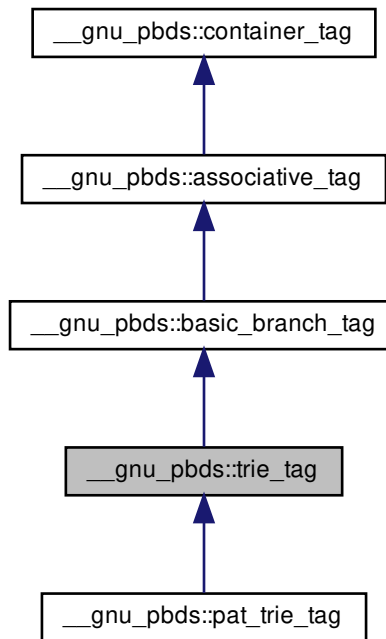 __gnu_pbds::container_tag
__gnu_pbds::associative_tag
__gnu_pbds::basic_branch_tag
__gnu_pbds::trie_tag
__gnu_pbds::pat_trie_tag